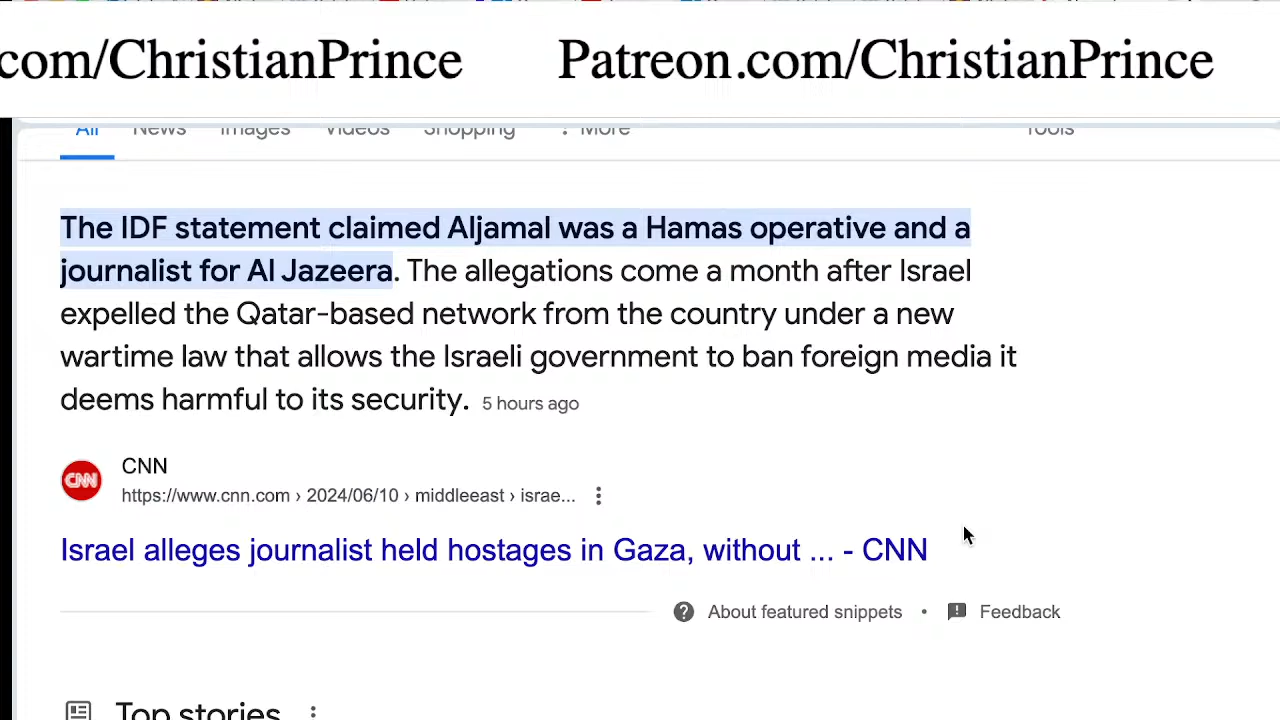 com/ChristianPrince Patreon.com/ChristianPrince
All News Images Videos Shopping : More Tools
The IDF statement claimed Aljamal was a Hamas operative and a
journalist for Al Jazeera. The allegations come a month after Israel
expelled the Qatar-based network from the country under a new
wartime law that allows the Israeli government to ban foreign media it
deems harmful to its security. 5 hours ago
CNN
CNN
https://www.cnn.com › 2024/06/10 › middleeast › israe...
Israel alleges journalist held hostages in Gaza, without ... - CNN
About featured snippets • Feedback
Top stories